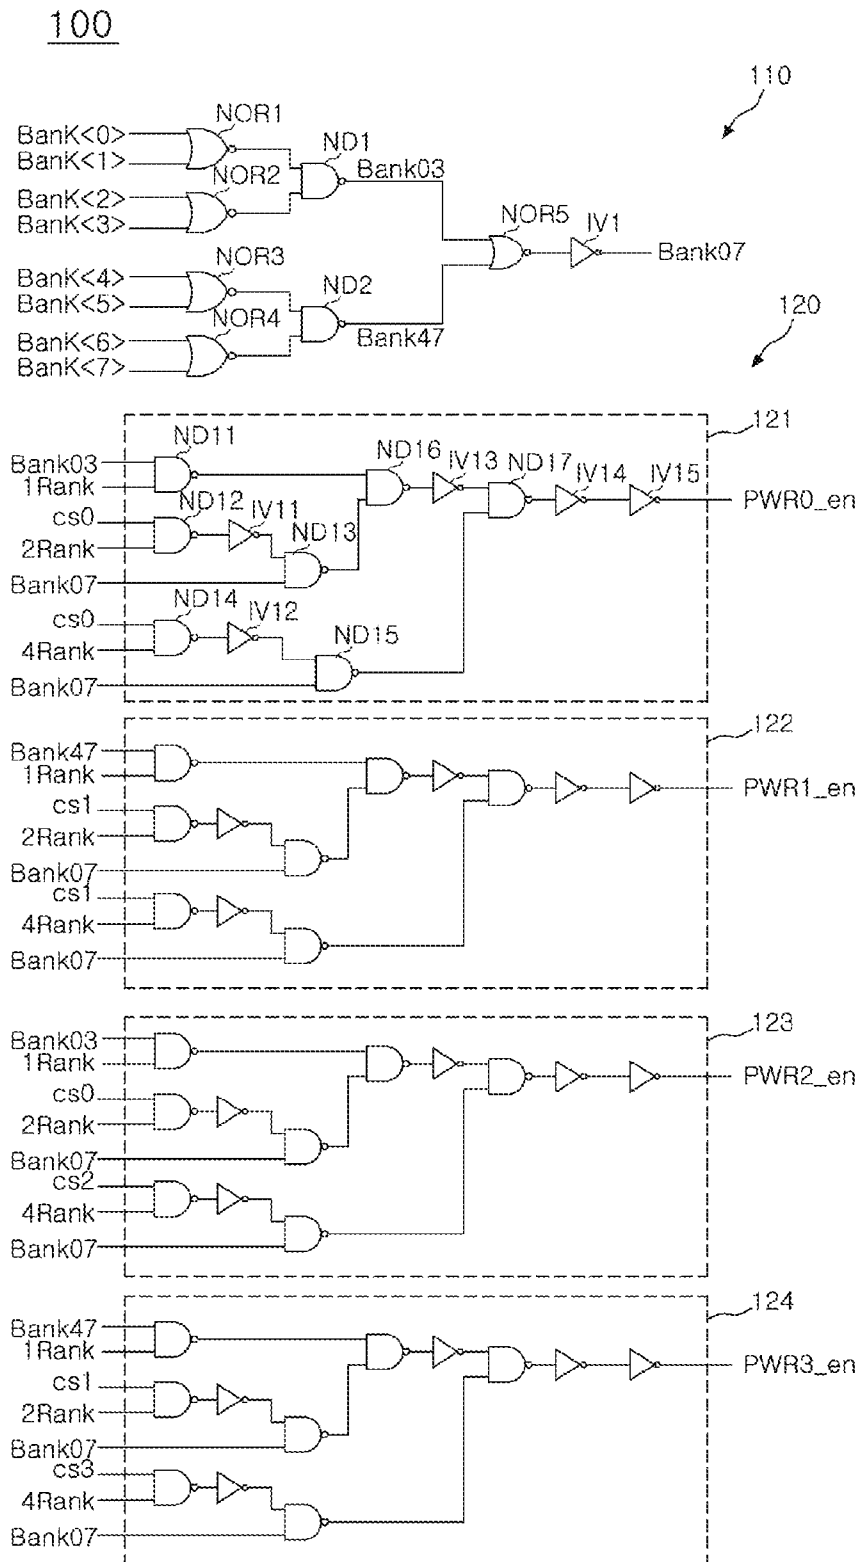 100
110
BanK<0>
BanK<1>
NOR1
ND1
Bank03
BanK<2>
BanK<3>
NOR2
NOR5
IV1
Bank07
BanK<4>
BanK<5>
NOR3
ND2
Bank47
BanK<6>
BanK<7>
NOR4
120
121
Bank03
1Rank
ND11
ND16
IV13
ND17
IV14
IV15
PWR0_en
cs0
2Rank
ND12
IV11
ND13
Bank07
cs0
4Rank
ND14
IV12
ND15
Bank07
122
Bank47
1Rank
PWR1_en
cs1
2Rank
Bank07
cs1
4Rank
Bank07
123
Bank03
1Rank
PWR2_en
cs0
2Rank
Bank07
cs2
4Rank
Bank07
124
Bank47
1Rank
PWR3_en
cs1
2Rank
Bank07
cs3
4Rank
Bank07